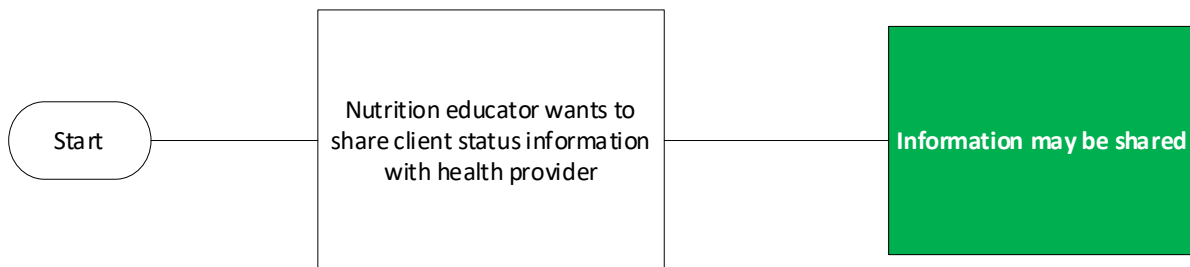 Start
Nutrition educator wants to
share client status information
with health provider
Information may be shared